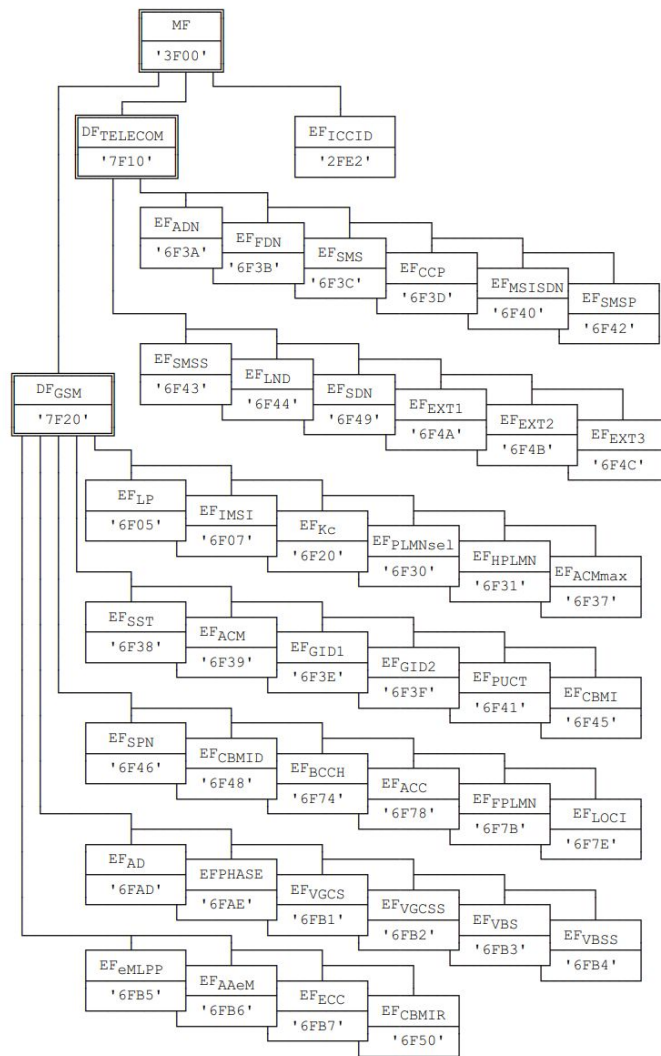 MF
'3F00'
DFTELECOM
'7F10'
EFICCID
'2FE2'
EFADN
'6F3A'
EFFDN
'6F3B'
EFSMS
'6F3C'
EFCCP
'6F3D'
EFMSISDN
'6F40'
EFSMSP
'6F42'
EFSMSS
'6F43'
EFLND
'6F44'
EFSDN
'6F49'
EFEXT1
'6F4A'
EFEXT2
'6F4B'
EFEXT3
'6F4C'
DFGSM
'7F20'
EFLP
'6F05'
EFIMSI
'6F07'
EFKc
'6F20'
EFPLMNsel
'6F30'
EFHPLMN
'6F31'
EFACMmax
'6F37'
EFSST
'6F38'
EFACM
'6F39'
EFGID1
'6F3E'
EFGID2
'6F3F'
EFPUCT
'6F41'
EFCBMI
'6F45'
EFSPN
'6F46'
EFCBMID
'6F48'
EFBCCH
'6F74'
EFACC
'6F78'
EFFPLMN
'6F7B'
EFLOCI
'6F7E'
EFAD
'6FAD'
EFPHASE
'6FAE'
EFVGCS
'6FB1'
EFVGCSS
'6FB2'
EFVBS
'6FB3'
EFVBSS
'6FB4'
EFeMLPP
'6FB5'
EFAAeM
'6FB6'
EFECC
'6FB7'
EFCBMIR
'6F50'